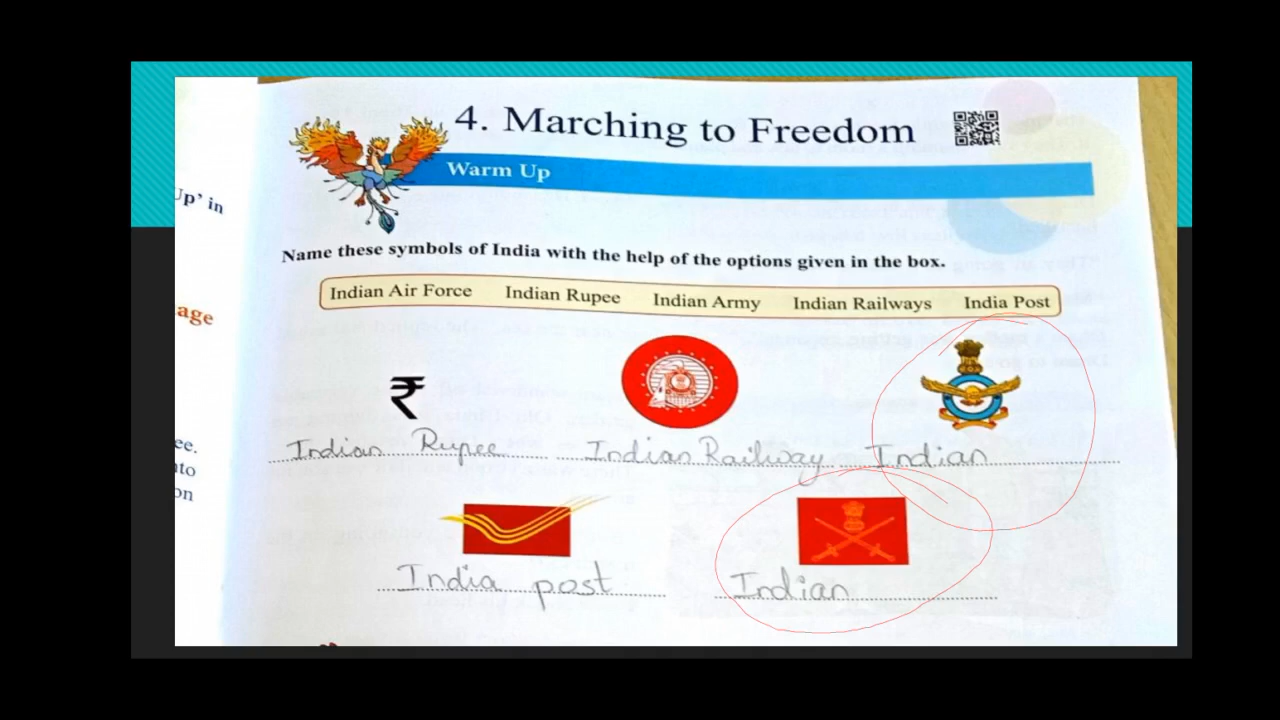 Up' in
4. Marching to Freedom
Warm Up
Name these symbols of India with the help of the options given in the box.
age
Indian Air Force Indian Rupee Indian Army Indian Railways India Post
₹
ee.
Indian Rupee Indian Railway Indian
on
India post Indian